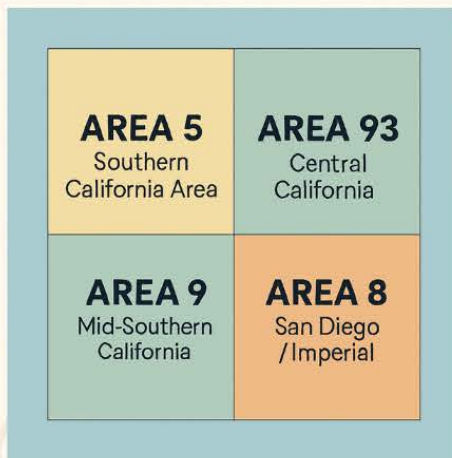 AREA 5
Southern
California Area
AREA 93
Central
California
AREA 9
Mid-Southern
California
AREA 8
San Diego
/Imperial